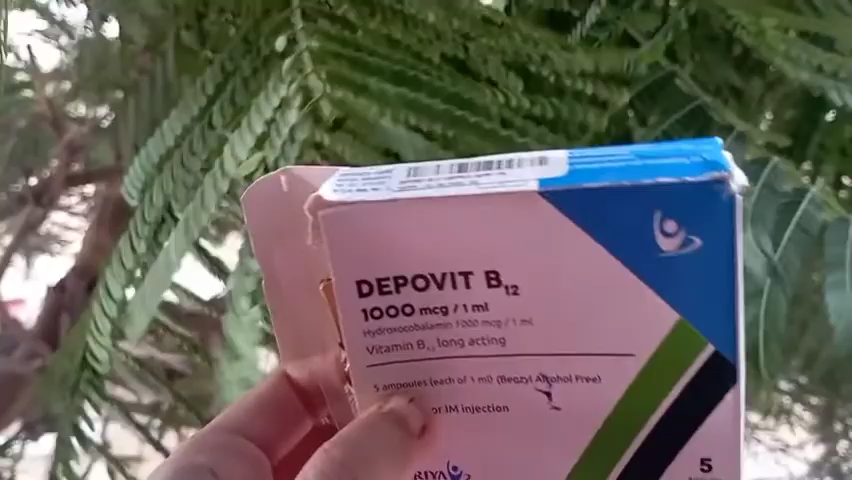 DEPOVIT B12
1000 mcg / 1 ml
Hydroxocobalamin 1000 mcg / 1 ml
Vitamin B12 long acting
5 ampoules (each of 1 ml) (Benzyl Alcohol Free)
or IM injection
RIYA
5